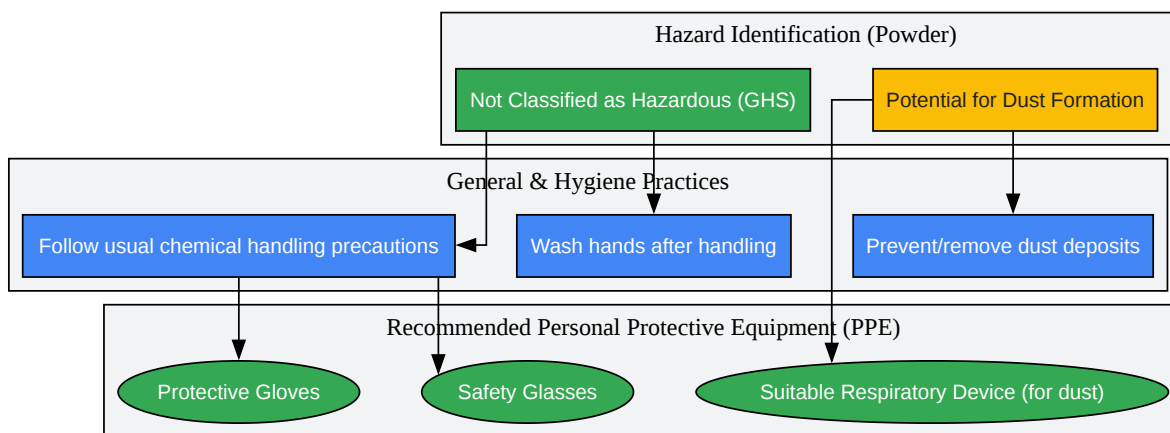 Hazard Identification (Powder)
Not Classified as Hazardous (GHS)
Potential for Dust Formation
General & Hygiene Practices
Follow usual chemical handling precautions
Wash hands after handling
Prevent/remove dust deposits
Recommended Personal Protective Equipment (PPE)
Protective Gloves
Safety Glasses
Suitable Respiratory Device (for dust)